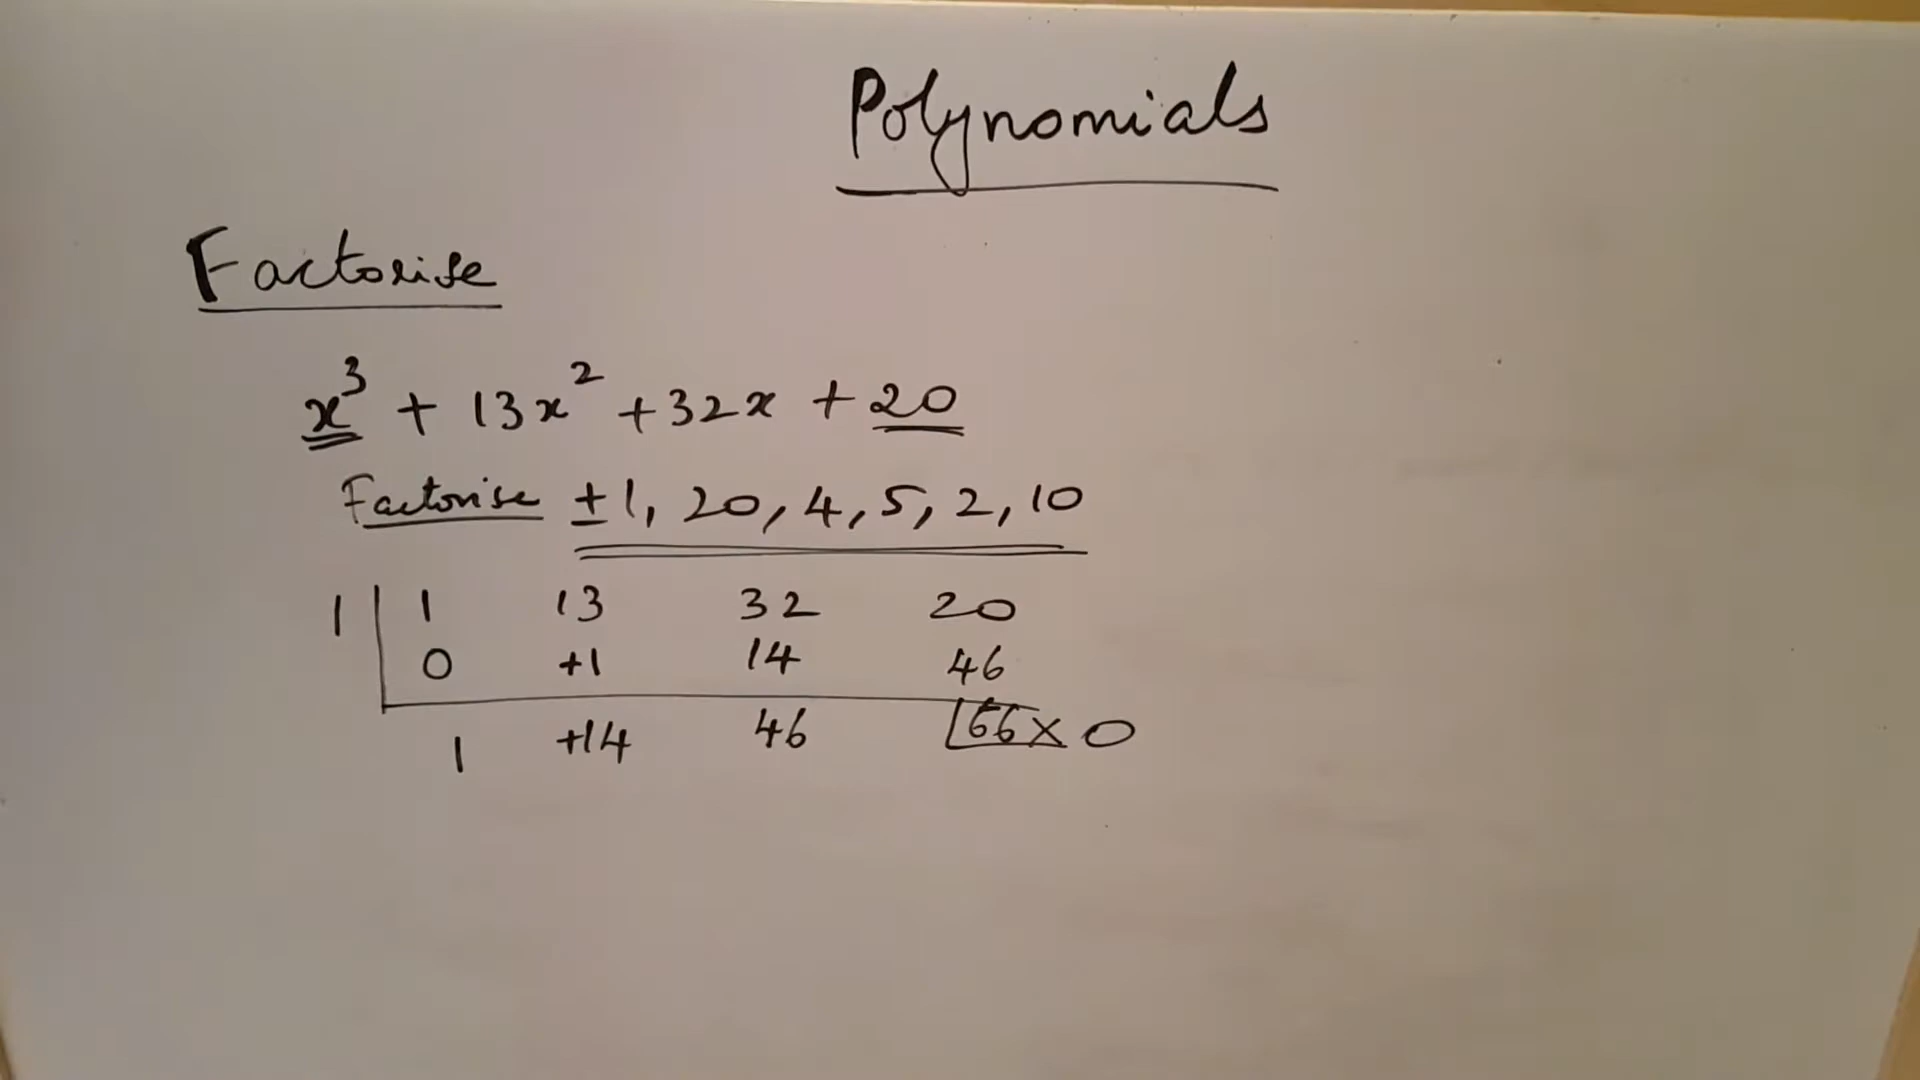 Polynomials
Factorise
x³ + 13x² + 32x + 20
Factorise ±1, 20, 4, 5, 2, 10
1 | 1 13 32 20
0 +1 14 46
1 +14 46 66 × 0